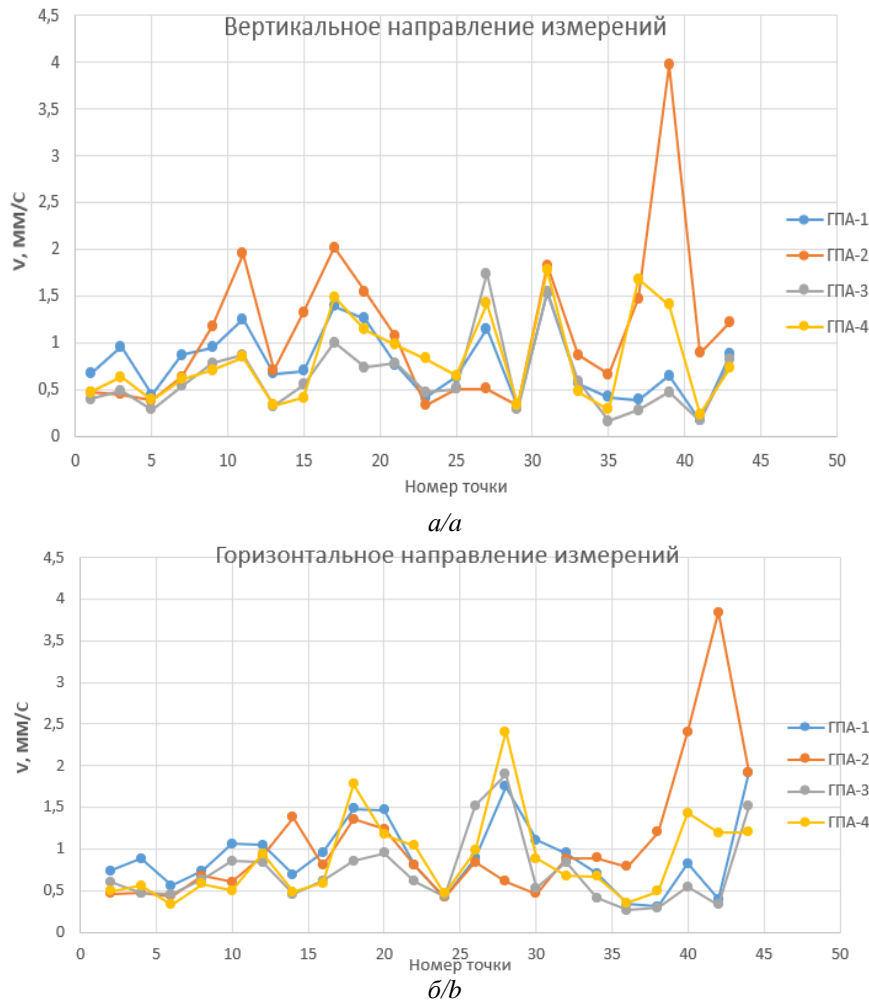 Вертикальное направление измерений
4,5
4
3,5
3
2,5
2
1,5
1
0,5
0
V, мм/с
0 5 10 15 20 25 30 35 40 45 50
Номер точки
ГПА-1
ГПА-2
ГПА-3
ГПА-4
а/a
Горизонтальное направление измерений
4,5
4
3,5
3
2,5
2
1,5
1
0,5
0
V, мм/с
0 5 10 15 20 25 30 35 40 45 50
Номер точки
ГПА-1
ГПА-2
ГПА-3
ГПА-4
б/b